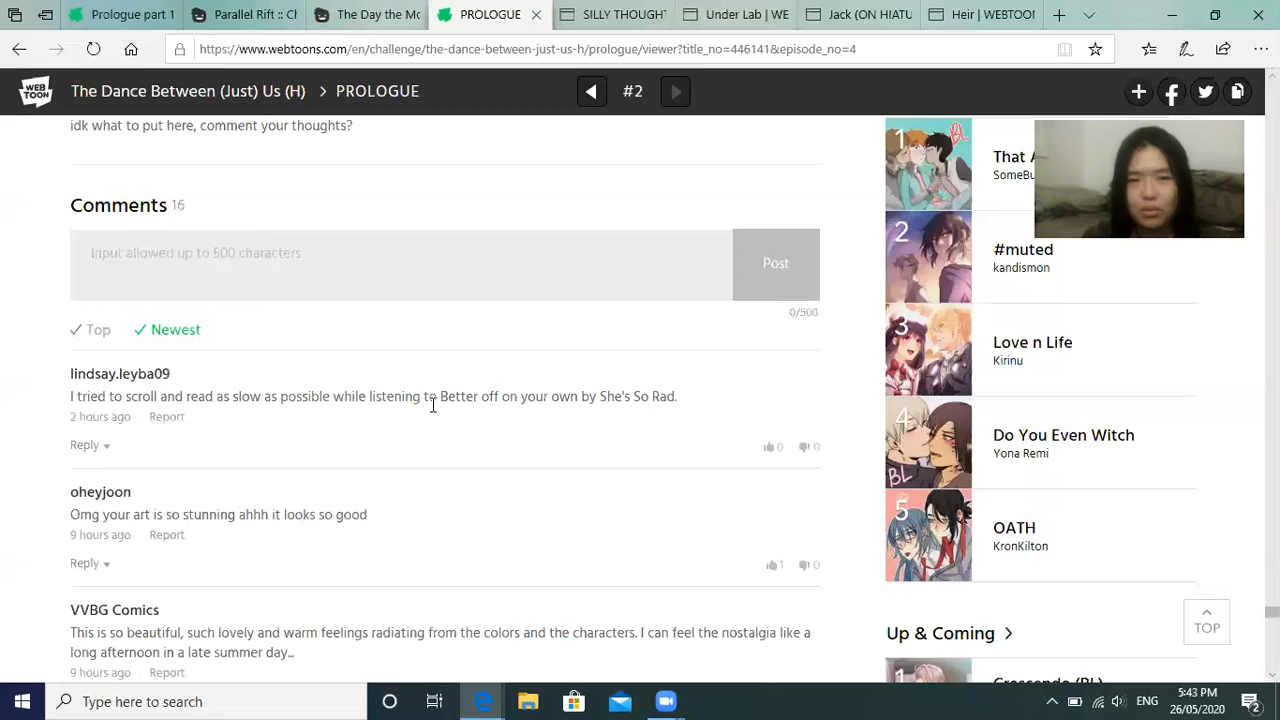 Prologue part 1
Parallel Rift :: Cl
The Day the Mo
PROLOGUE
SILLY THOUGHT
Under Lab | WE
Jack (ON HIATU
Heir | WEBTOON
https://www.webtoons.com/en/challenge/the-dance-between-just-us-h/prologue/viewer?title_no=446141&episode_no=4
WEB
TOON
The Dance Between (Just) Us (H) > PROLOGUE
#2
idk what to put here, comment your thoughts?
Comments 16
Input allowed up to 500 characters
Post
0/500
Top
Newest
lindsay.leyba09
I tried to scroll and read as slow as possible while listening to Better off on your own by She's So Rad.
2 hours ago
Report
Reply
0
0
oheyjoon
Omg your art is so stunning ahhh it looks so good
9 hours ago
Report
Reply
1
0
VVBG Comics
This is so beautiful, such lovely and warm feelings radiating from the colors and the characters. I can feel the nostalgia like a
long afternoon in a late summer day...
9 hours ago
Report
1
BL
That A
SomeBu
2
#muted
kandismon
3
Love n Life
Kirinu
4
BL
Do You Even Witch
Yona Remi
5
OATH
KronKilton
TOP
Up & Coming >
1
Crescendo (BL)
Type here to search
ENG
5:43 PM
26/05/2020
2